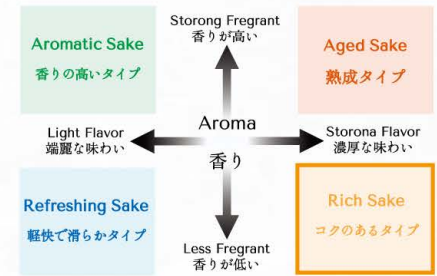 Storong Fregrant
香りが高い
Aromatic Sake
香りの高いタイプ
Aged Sake
熟成タイプ
Light Flavor
端麗な味わい
Aroma
香り
Storona Flavor
濃厚な味わい
Refreshing Sake
軽快で滑らかタイプ
Rich Sake
コクのあるタイプ
Less Fregrant
香りが低い